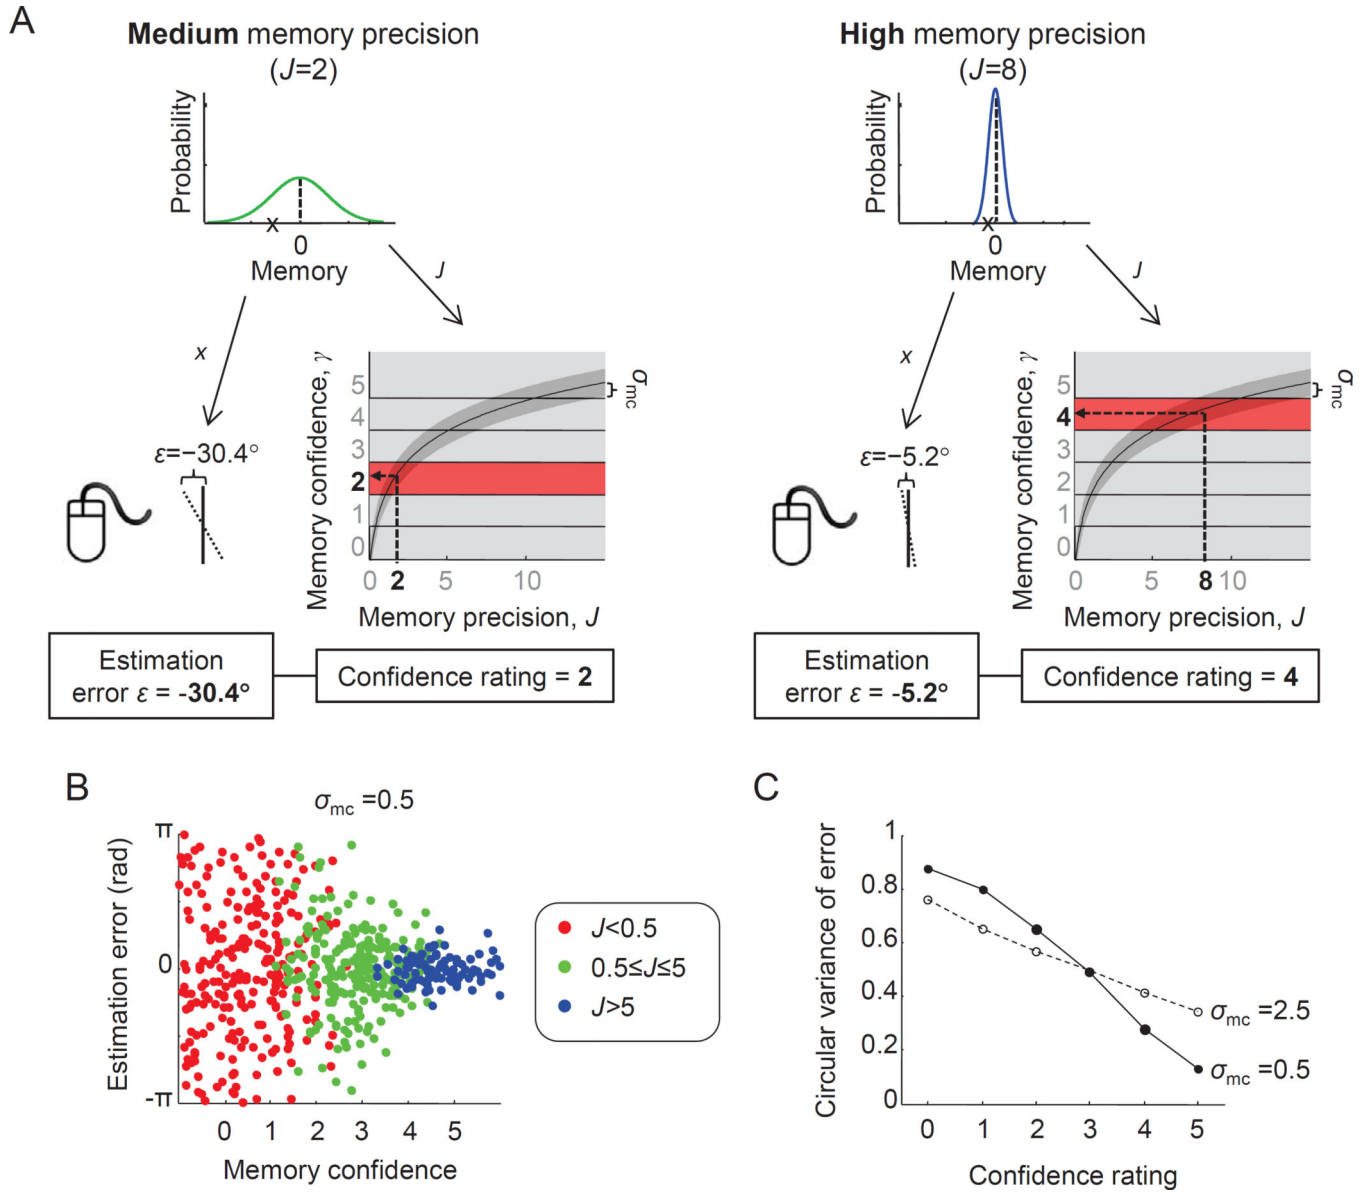 A
Medium memory precision
(J=2)
Probability
x
0
Memory
J
x
ε=−30.4°
Memory confidence, γ
5
4
3
2
1
0
σmc
0 2 5 10
Memory precision, J
Estimation
error ε = -30.4°
Confidence rating = 2
High memory precision
(J=8)
Probability
x
0
Memory
J
x
ε=−5.2°
Memory confidence, γ
5
4
3
2
1
0
σmc
0 5 8 10
Memory precision, J
Estimation
error ε = -5.2°
Confidence rating = 4
B
σmc =0.5
Estimation error (rad)
π
0
-π
0 1 2 3 4 5
Memory confidence
J<0.5
0.5≤J≤5
J>5
C
Circular variance of error
1
0.8
0.6
0.4
0.2
0
σmc =2.5
σmc =0.5
0 1 2 3 4 5
Confidence rating